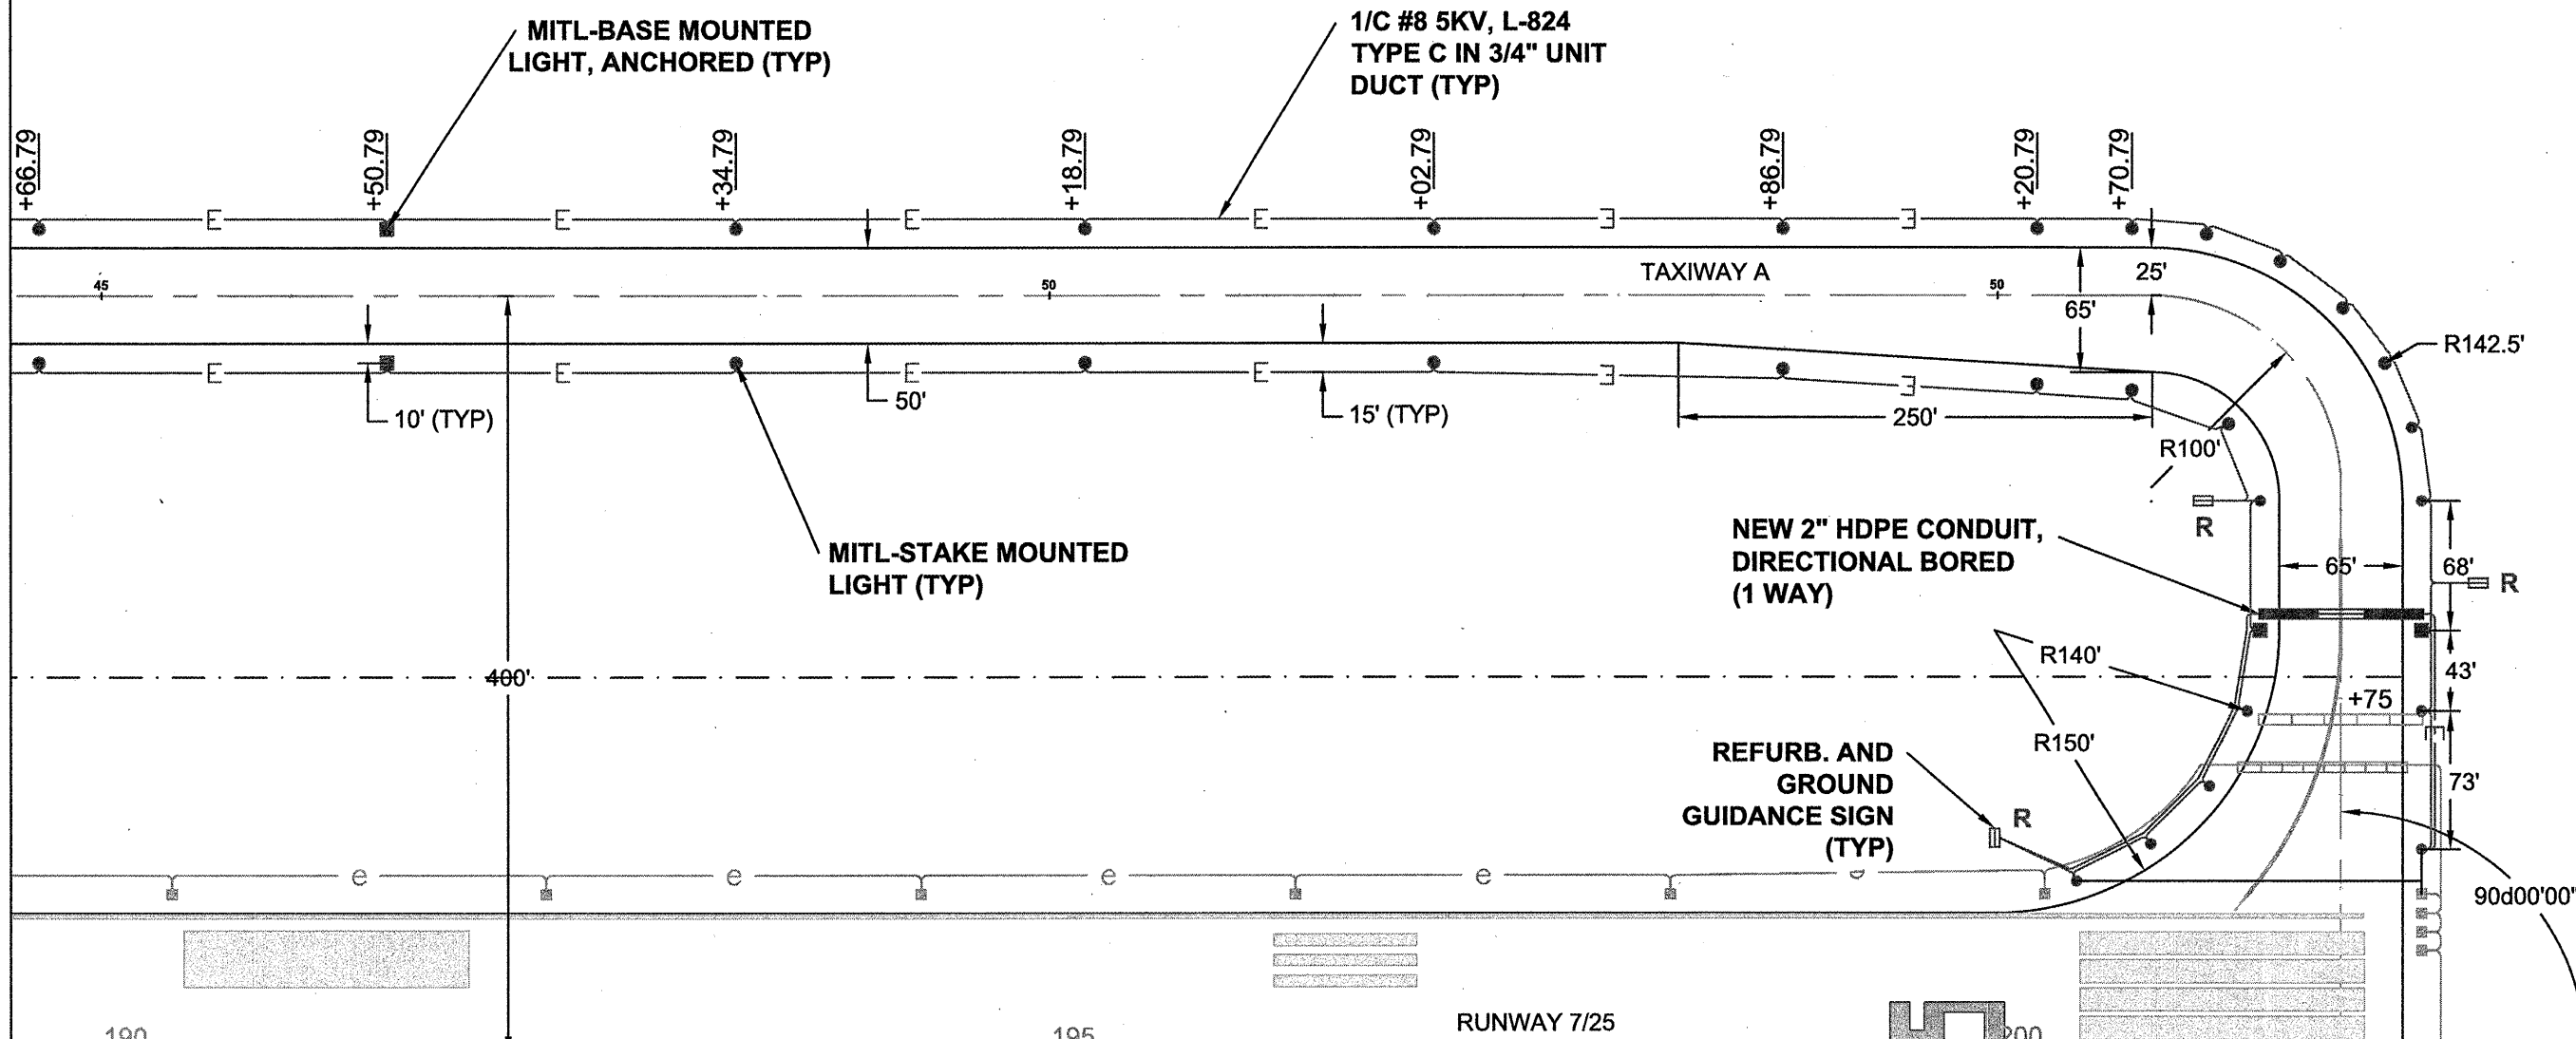 MITL-BASE MOUNTED
LIGHT, ANCHORED (TYP)
1/C #8 5KV, L-824
TYPE C IN 3/4" UNIT
DUCT (TYP)
+66.79
+50.79
+34.79
+18.79
+02.79
+86.79
+20.79
+70.79
E
E
E
E
E
E
TAXIWAY A
25'
45
50
50
65'
R142.5'
E
E
E
E
E
E
10' (TYP)
50'
15' (TYP)
250'
R100'
R
MITL-STAKE MOUNTED
LIGHT (TYP)
NEW 2" HDPE CONDUIT,
DIRECTIONAL BORED
(1 WAY)
65'
68'
R
R140'
43'
400'
+75
R150'
E
REFURB. AND
GROUND
GUIDANCE SIGN
(TYP)
R
73'
e
e
e
e
e
90d00'00"
RUNWAY 7/25
190
195
200